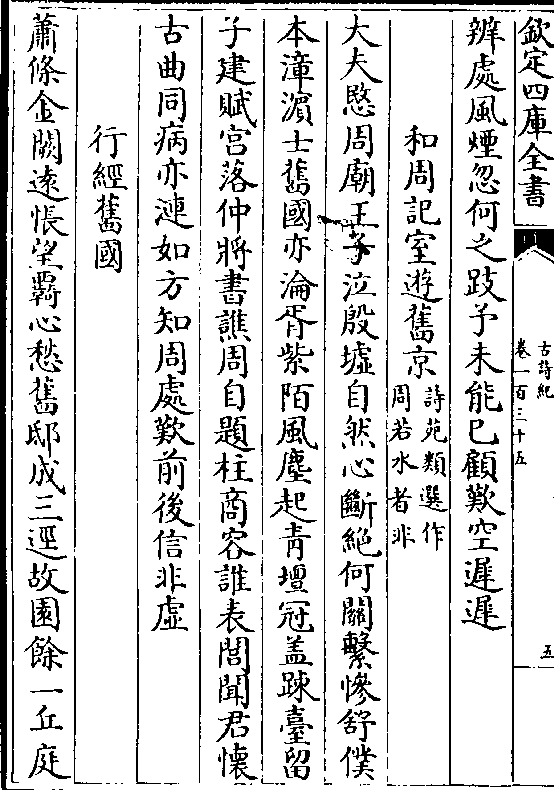 欽定四庫全書
古詩紀
卷一百三十五
五
辨處風煙忽何之跂予未能已顧歎空遲遲
和周記室遊舊京
詩苑類選作
周若水者非
大夫愍周廟王子泣殷墟自然心斷絕何關繫慘舒僕
本漳濵士舊國亦淪胥紫陌風塵起青壇冠盖踈臺留
子建賦宫落仲將書譙周自題柱商容誰表閭聞君懷
古曲同病亦漣如方知周處歎前後信非虛
行經舊國
蕭條金闕遠悵望覊心愁舊邸成三逕故園餘一丘庭